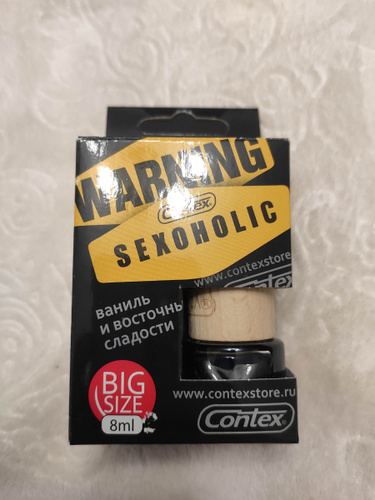 WARNING
Contex
SEXOHOLIC
www.contexstore.
ваниль
и восточны
сладости
BIG
SIZE
8ml
www.contexstore.ru
Contex®